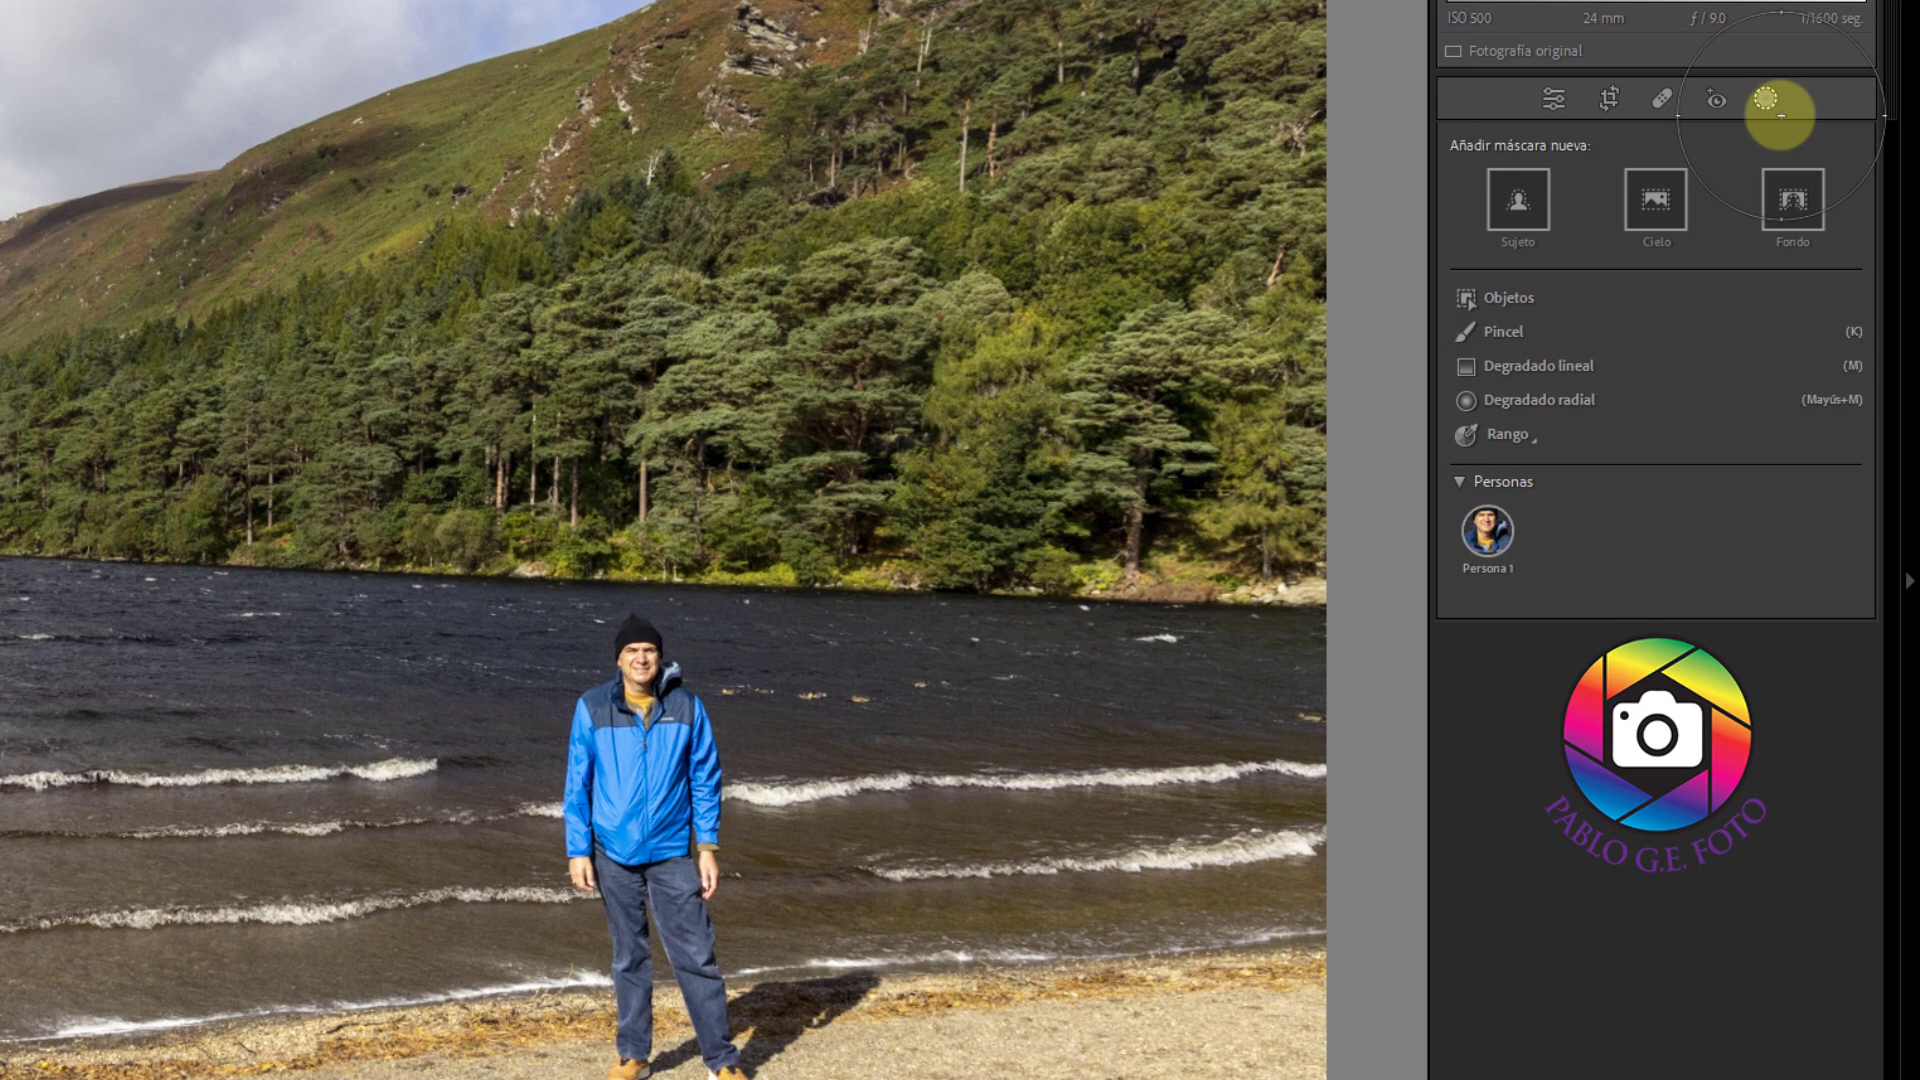 ISO 500 24 mm ƒ / 9.0 1/1600 seg.
Fotografía original
Añadir máscara nueva:
Sujeto Cielo Fondo
Objetos
Pincel (K)
Degradado lineal (M)
Degradado radial (Mayús+M)
Rango
Personas
Persona 1
PABLO G.E. FOTO